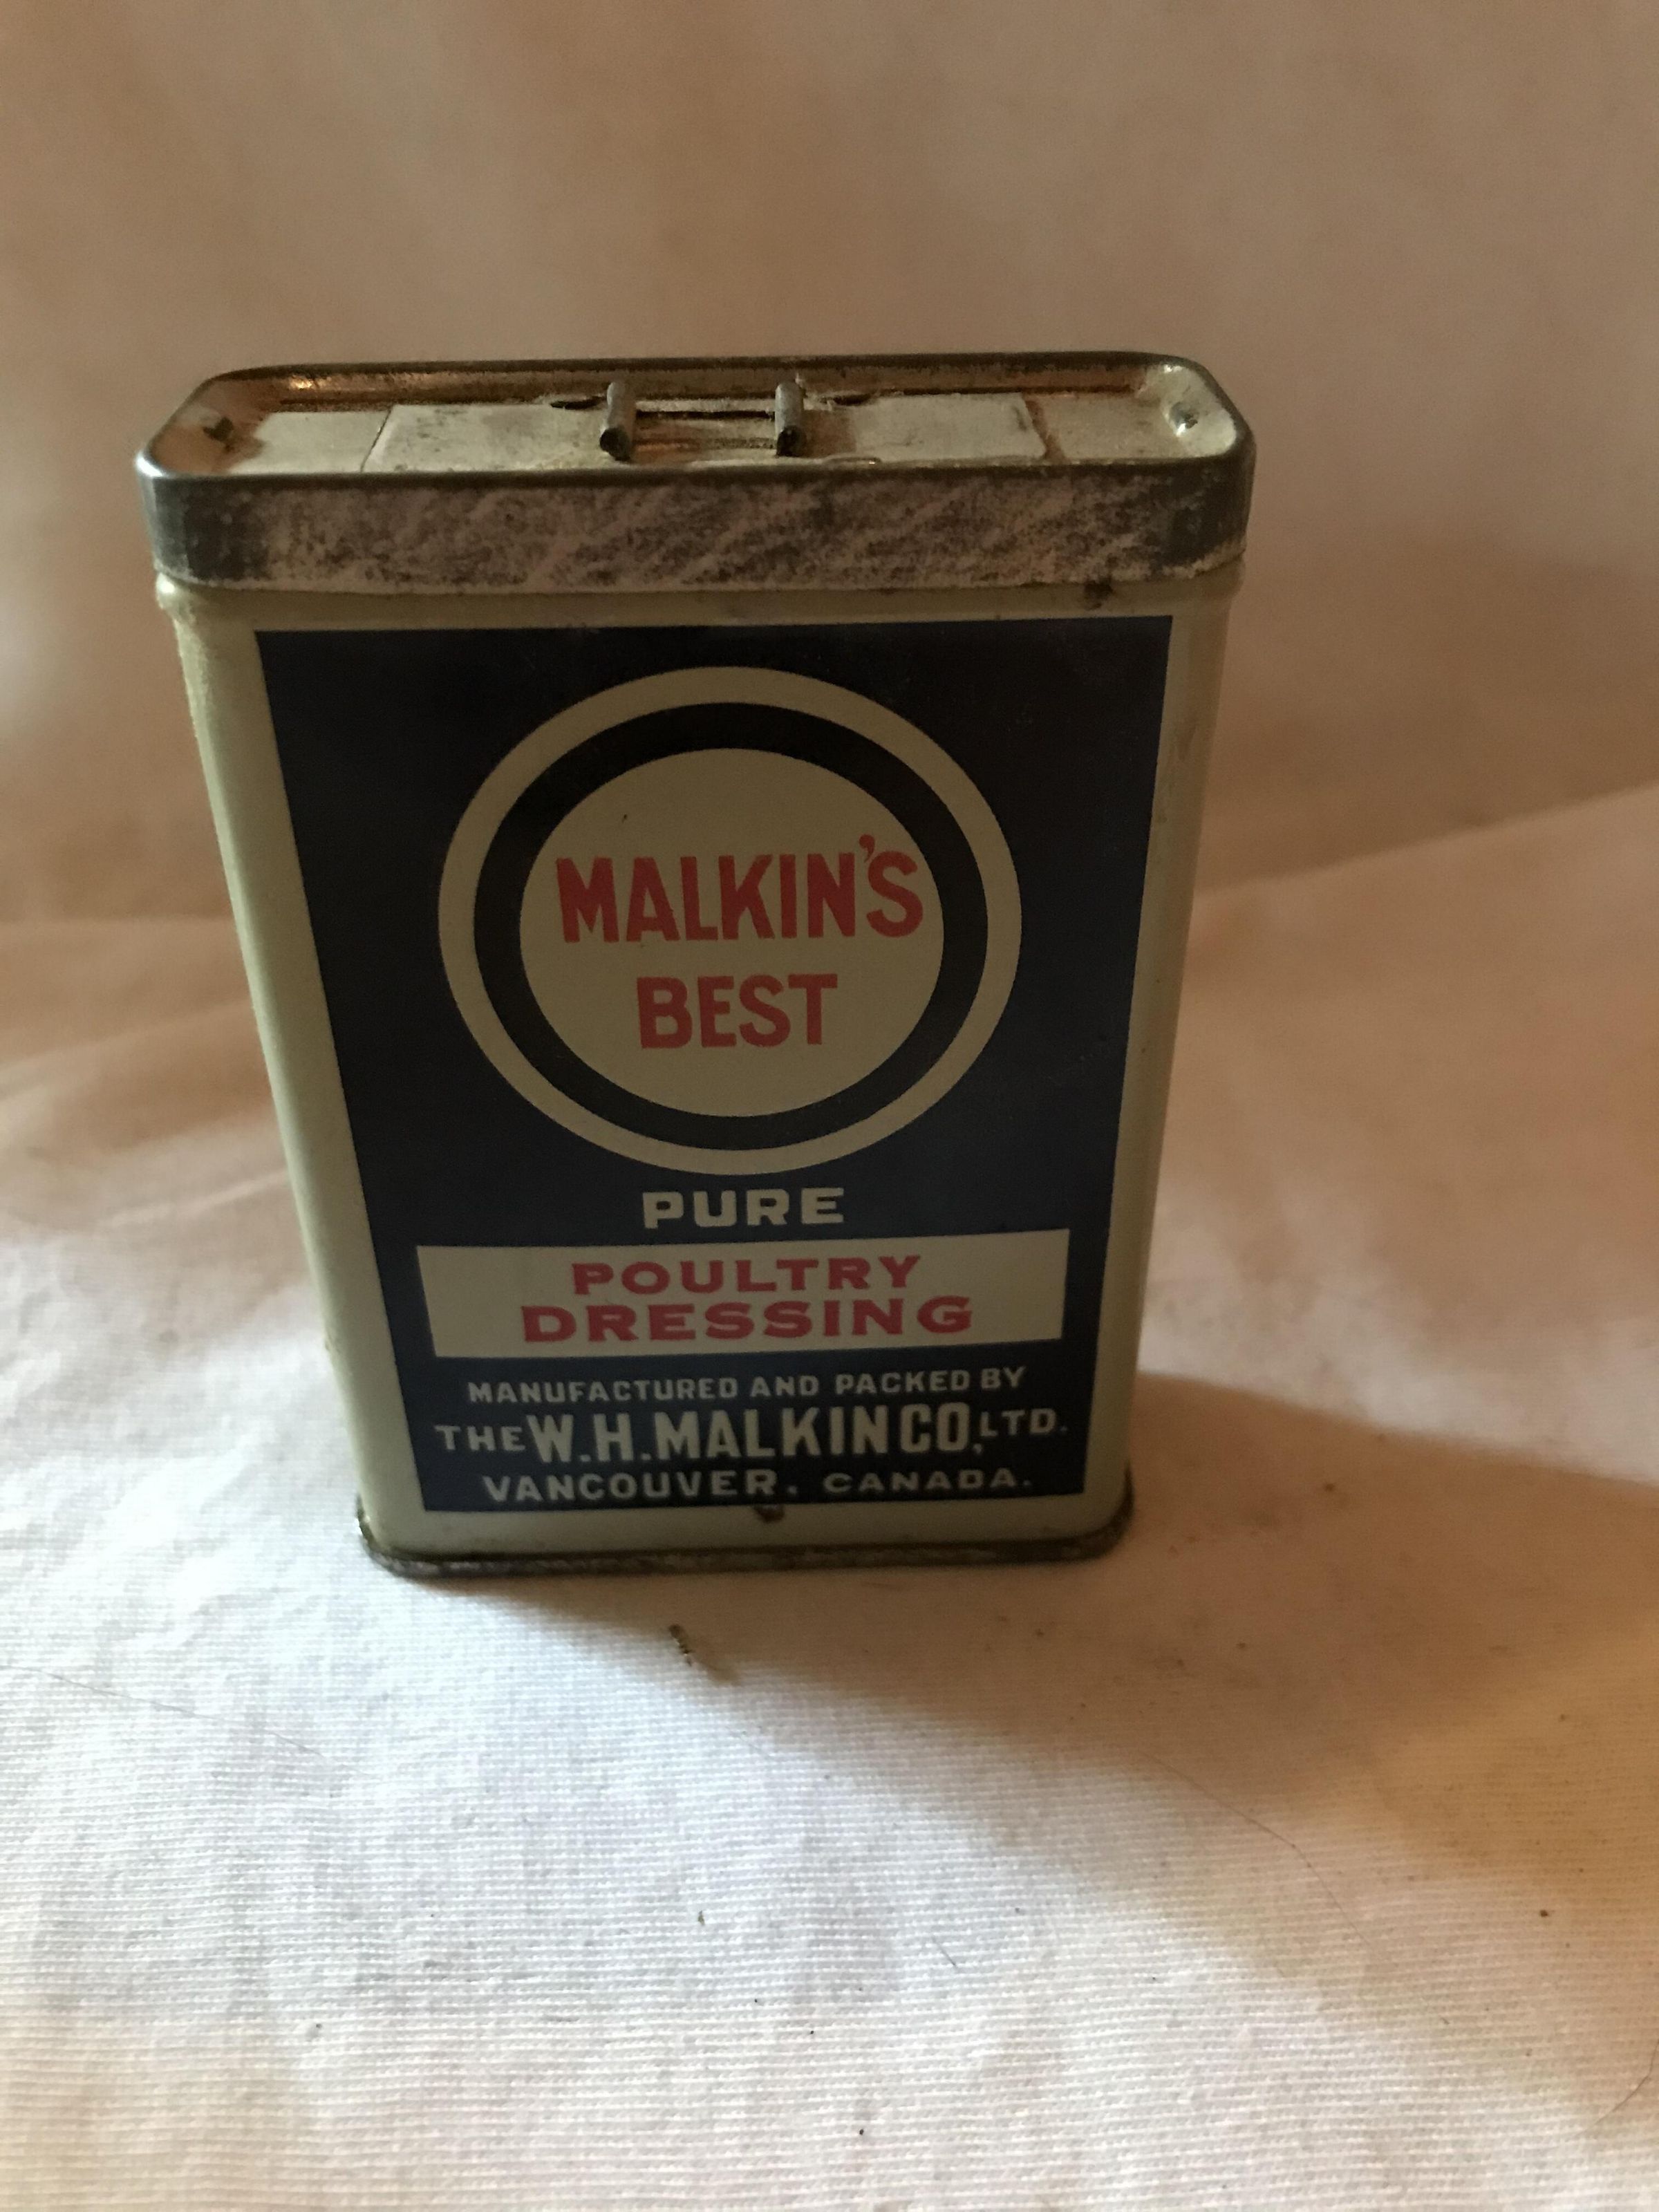 MALKIN'S
BEST
PURE
POULTRY
DRESSING
MANUFACTURED AND PACKED BY
THE W.H. MALKIN CO., LTD.
VANCOUVER. CANADA.